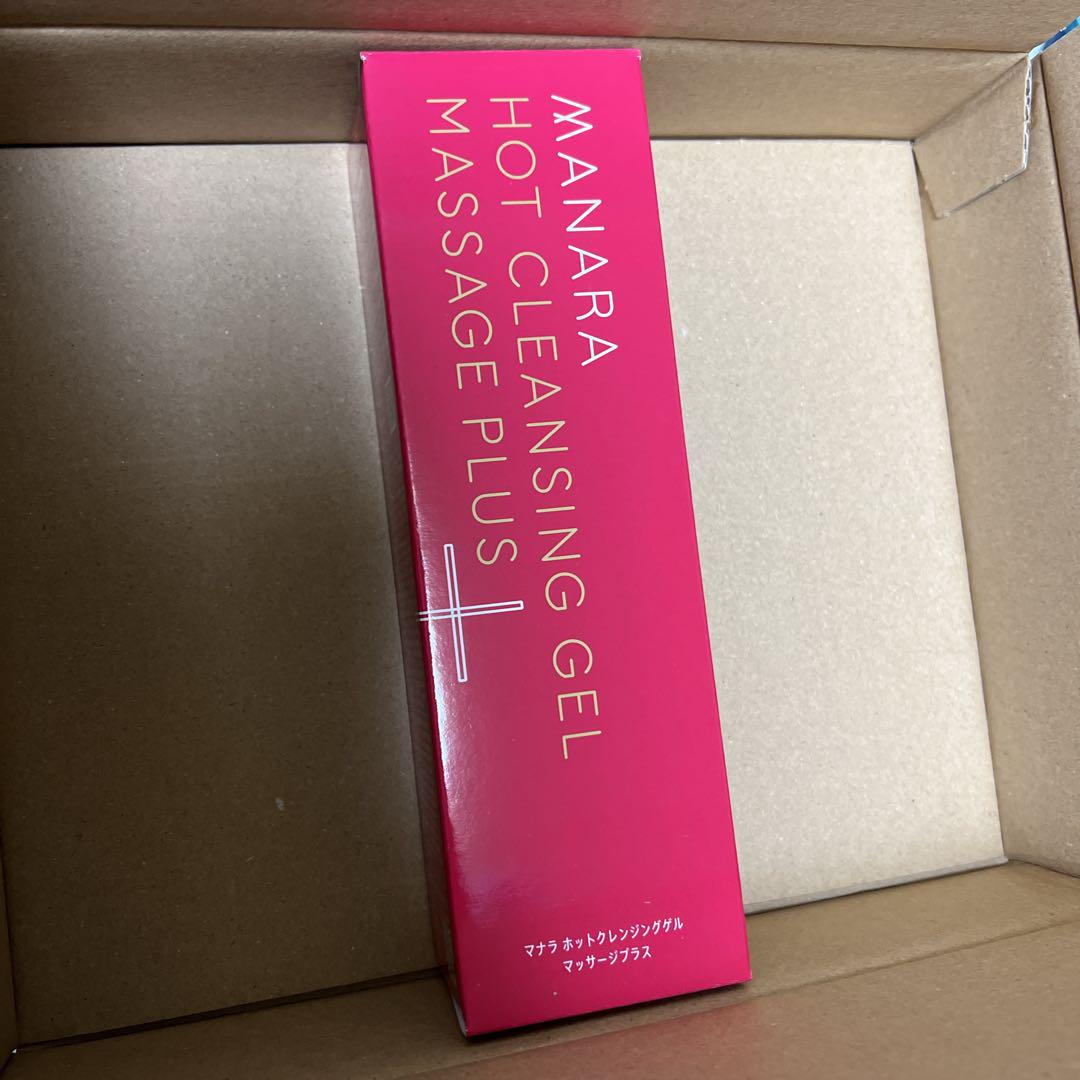 MANARA
HOT CLEANSING GEL
MASSAGE PLUS
マナラ ホットクレンジングゲル
マッサージプラス